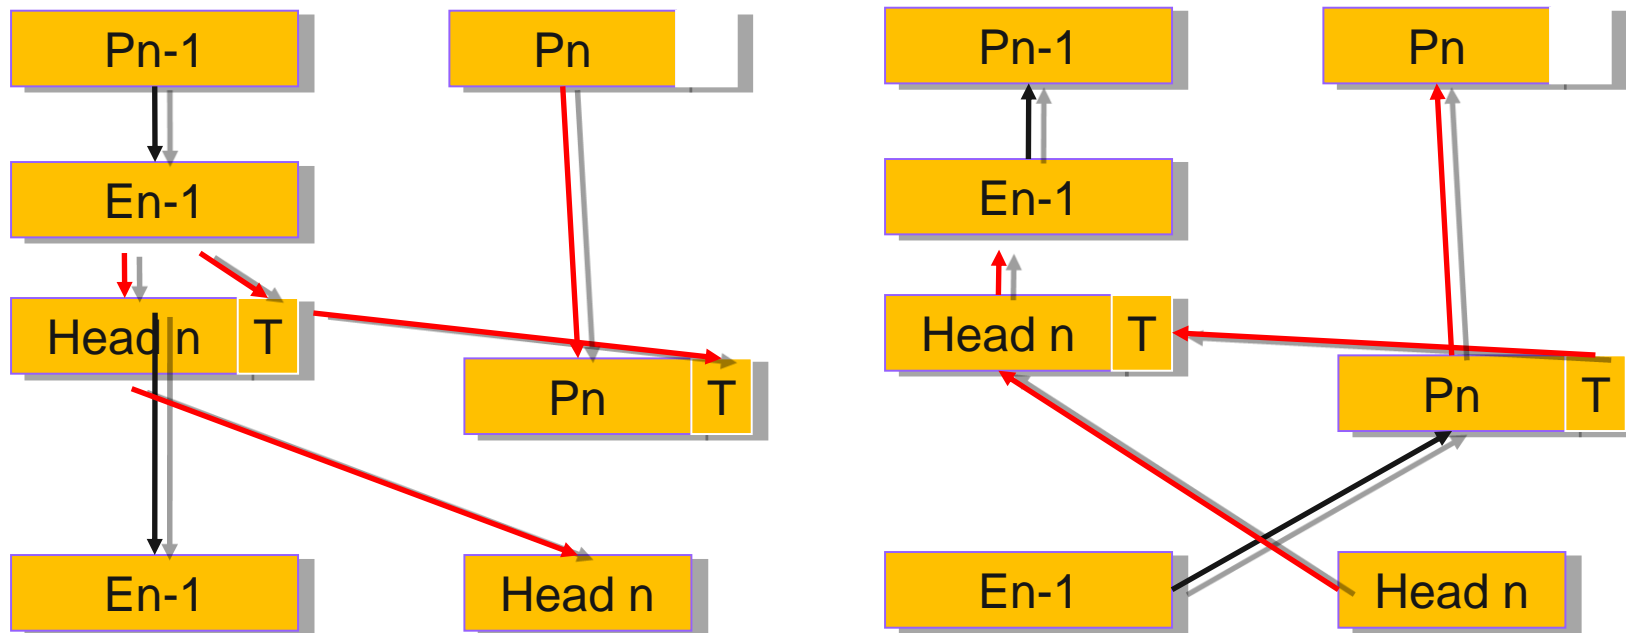 Pn-1 Pn Pn-1 Pn
En-1 En-1
Head n T Head n T
Pn T Pn T
En-1 Head n En-1 Head n